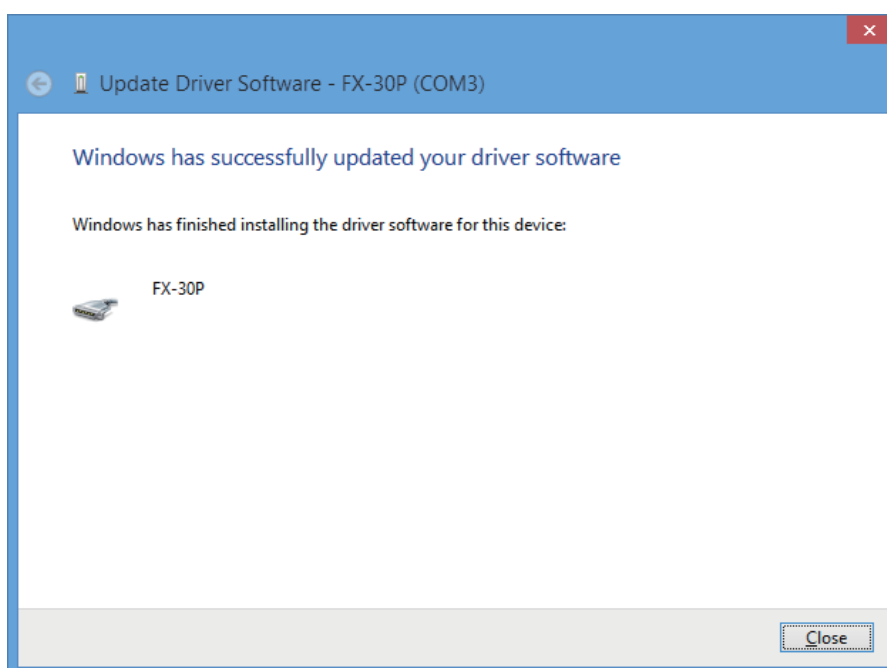 Update Driver Software - FX-30P (COM3)
Windows has successfully updated your driver software
Windows has finished installing the driver software for this device:
FX-30P
Close